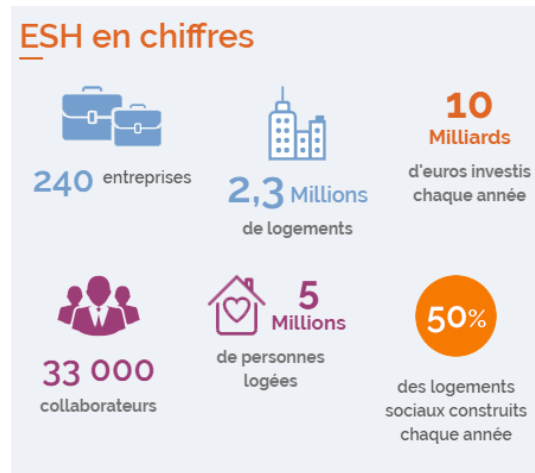 ESH en chiffres
240 entreprises
2,3 Millions
de logements
10
Milliards
d'euros investis
chaque année
33 000
collaborateurs
5
Millions
de personnes
logées
50%
des logements
sociaux construits
chaque année